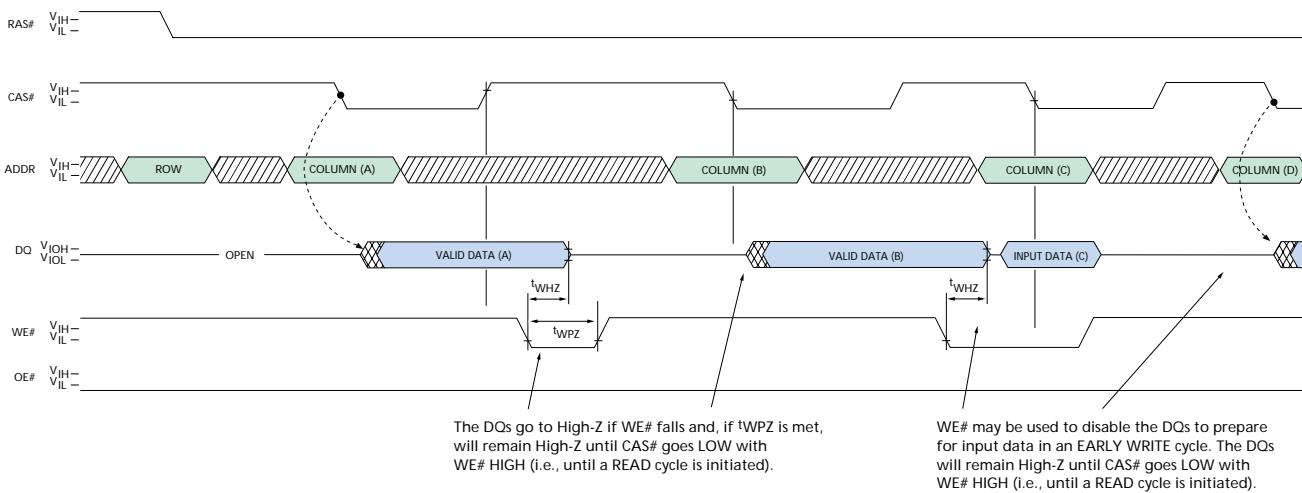 RAS# VIH VIL
CAS# VIH VIL
ADDR VIH VIL ROW COLUMN (A) COLUMN (B) COLUMN (C) COLUMN (D)
DQ VIOH VIOL OPEN VALID DATA (A) VALID DATA (B) INPUT DATA (C)
tWHZ tWHZ
tWPZ
WE# VIH VIL
OE# VIH VIL
The DQs go to High-Z if WE# falls and, if tWPZ is met,
will remain High-Z until CAS# goes LOW with
WE# HIGH (i.e., until a READ cycle is initiated).
WE# may be used to disable the DQs to prepare
for input data in an EARLY WRITE cycle. The DQs
will remain High-Z until CAS# goes LOW with
WE# HIGH (i.e., until a READ cycle is initiated).